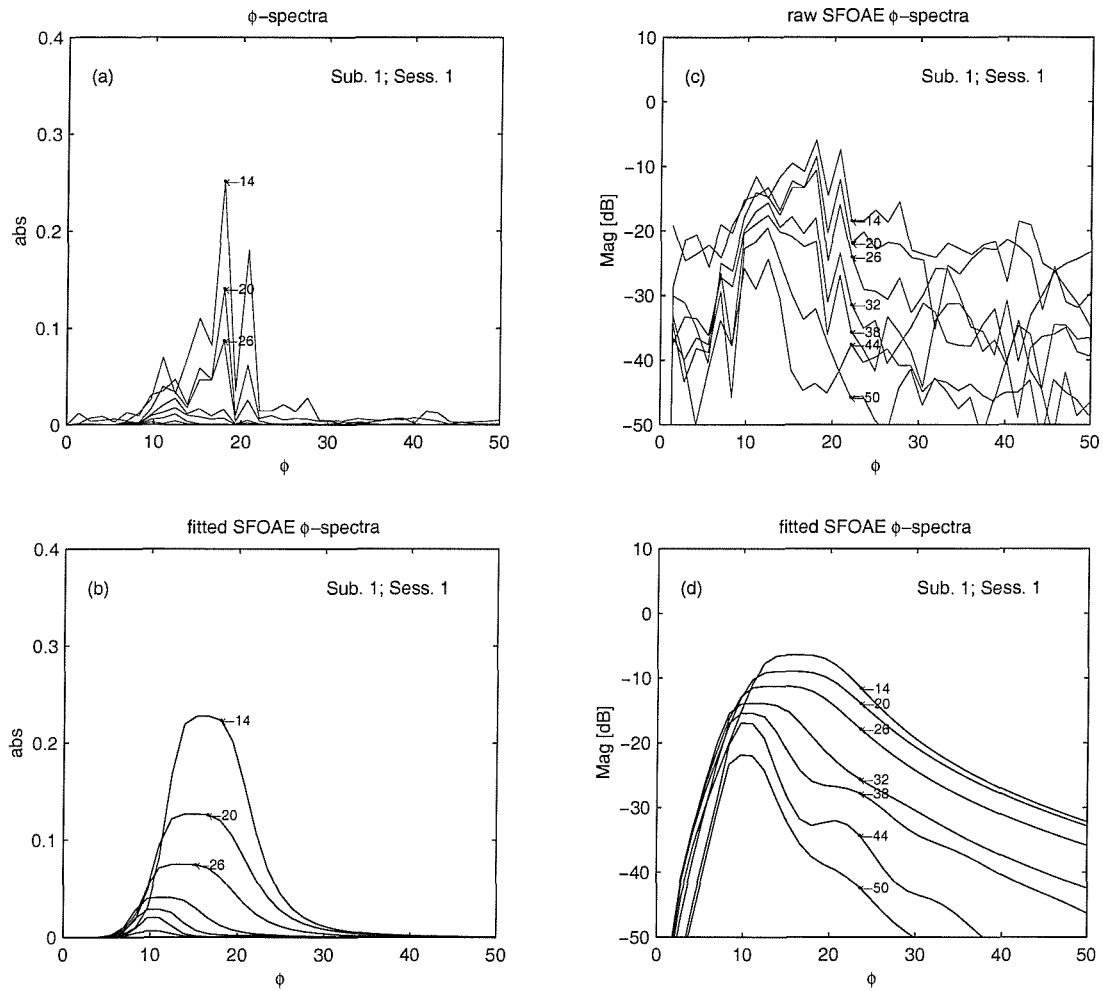 φ−spectra
(a)
Sub. 1; Sess. 1
0.4
0.3
0.2
0.1
0
abs
−14
−20
−26
0 10 20 30 40 50
φ
raw SFOAE φ−spectra
(c)
Sub. 1; Sess. 1
10
0
−10
−20
−30
−40
−50
Mag [dB]
−14
−20
−26
−32
−38
−44
−50
0 10 20 30 40 50
φ
fitted SFOAE φ−spectra
(b)
Sub. 1; Sess. 1
0.4
0.3
0.2
0.1
0
abs
−14
−20
−26
0 10 20 30 40 50
φ
fitted SFOAE φ−spectra
(d)
Sub. 1; Sess. 1
10
0
−10
−20
−30
−40
−50
Mag [dB]
−14
−20
−26
−32
−38
−44
−50
0 10 20 30 40 50
φ